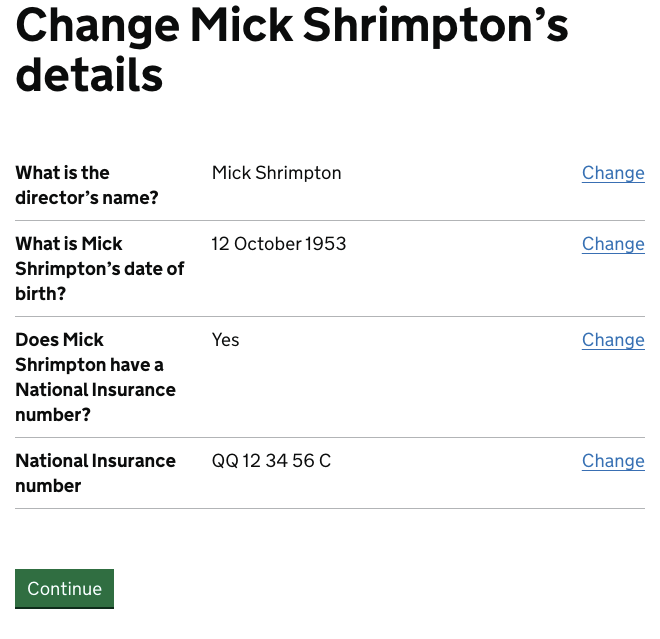 Change Mick Shrimpton’s
details
What is the
director’s name?
Mick Shrimpton
Change
What is Mick
Shrimpton’s date of
birth?
12 October 1953
Change
Does Mick
Shrimpton have a
National Insurance
number?
Yes
Change
National Insurance
number
QQ 12 34 56 C
Change
Continue